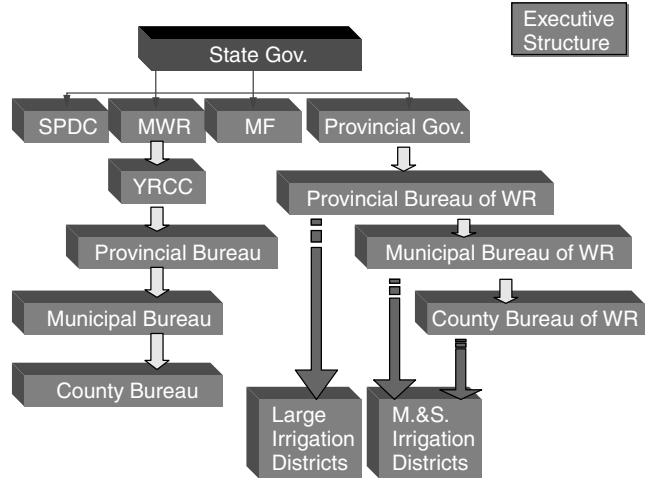 Executive
Structure
State Gov.
SPDC
MWR
MF
Provincial Gov.
YRCC
Provincial Bureau of WR
Provincial Bureau
Municipal Bureau of WR
Municipal Bureau
County Bureau of WR
County Bureau
Large
Irrigation
Districts
M.&S.
Irrigation
Districts